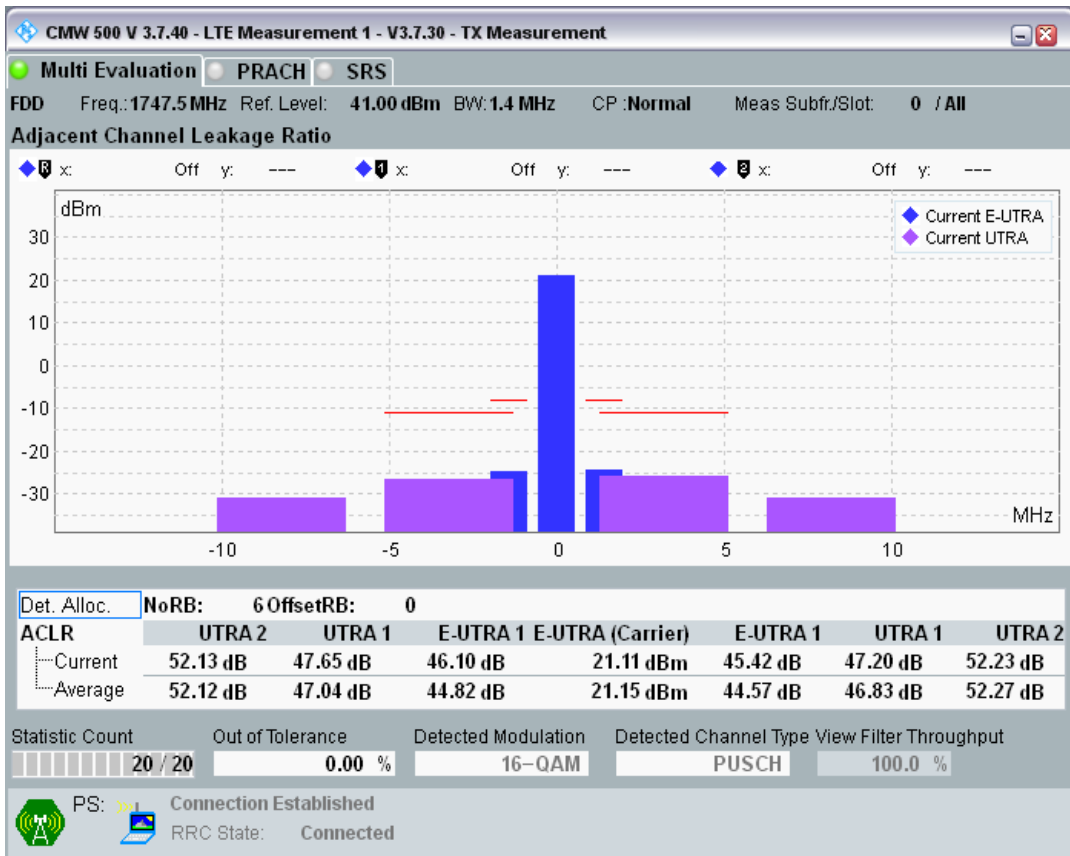 CMW 500 V 3.7.40 - LTE Measurement 1 - V3.7.30 - TX Measurement
Multi Evaluation PRACH SRS
FDD Freq.:1747.5 MHz Ref. Level: 41.00 dBm BW:1.4 MHz CP :Normal Meas Subfr./Slot: 0 / All
Adjacent Channel Leakage Ratio
R x: Off y: --- 1 x: Off y: --- 2 x: Off y: ---
dBm
Current E-UTRA
Current UTRA
30
20
10
0
-10
-20
-30
MHz
-10 -5 0 5 10
Det. Alloc. NoRB: 6 OffsetRB: 0
ACLR UTRA 2 UTRA 1 E-UTRA 1 E-UTRA (Carrier) E-UTRA 1 UTRA 1 UTRA 2
Current 52.13 dB 47.65 dB 46.10 dB 21.11 dBm 45.42 dB 47.20 dB 52.23 dB
Average 52.12 dB 47.04 dB 44.82 dB 21.15 dBm 44.57 dB 46.83 dB 52.27 dB
Statistic Count Out of Tolerance Detected Modulation Detected Channel Type View Filter Throughput
20 / 20 0.00 % 16-QAM PUSCH 100.0 %
PS: Connection Established
RRC State: Connected